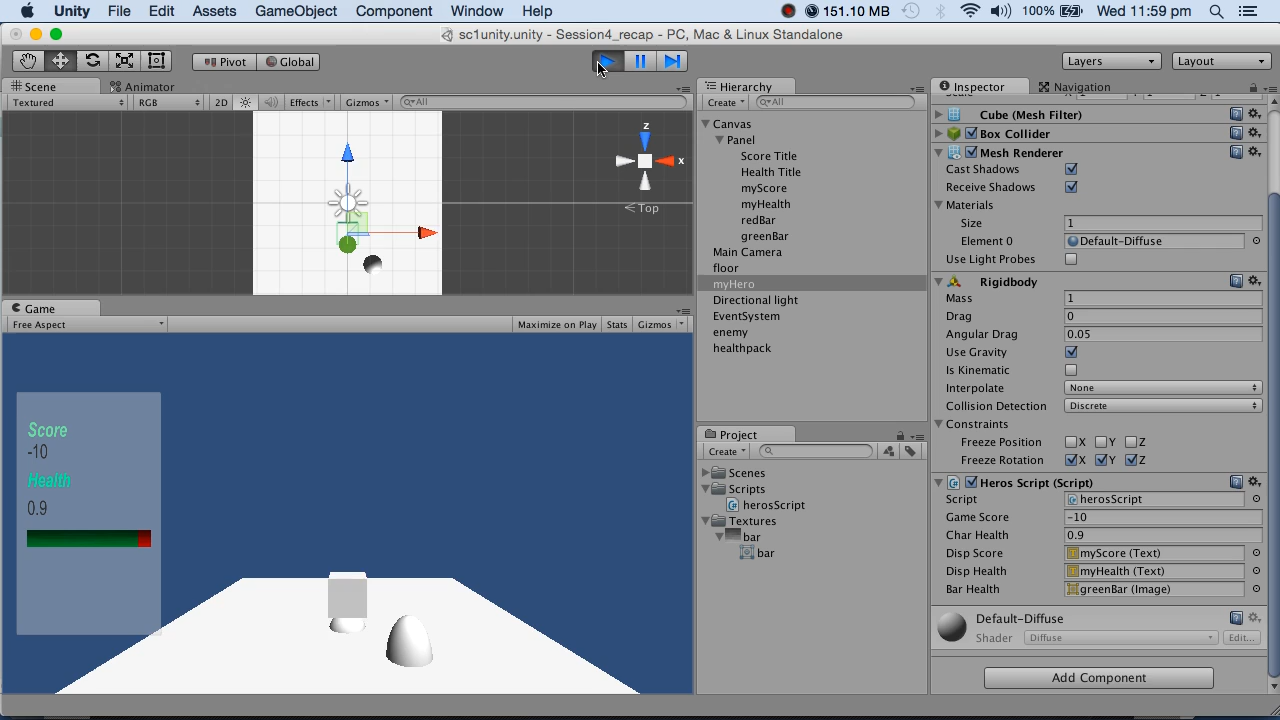 Unity File Edit Assets GameObject Component Window Help 151.10 MB 100% Wed 11:59 pm
sc1unity.unity - Session4_recap - PC, Mac & Linux Standalone
Pivot Global Layers Layout
Scene Animator
Textured RGB 2D Effects Gizmos All
z
x
Top
Game
Free Aspect Maximize on Play Stats Gizmos
Score
-10
Health
0.9
Hierarchy
Create All
Canvas
Panel
Score Title
Health Title
myScore
myHealth
redBar
greenBar
Main Camera
floor
myHero
Directional light
EventSystem
enemy
healthpack
Project
Create
Scenes
Scripts
herosScript
Textures
bar
bar
Inspector Navigation
Cube (Mesh Filter)
Box Collider
Mesh Renderer
Cast Shadows
Receive Shadows
Materials
Size 1
Element 0 Default-Diffuse
Use Light Probes
Rigidbody
Mass 1
Drag 0
Angular Drag 0.05
Use Gravity
Is Kinematic
Interpolate None
Collision Detection Discrete
Constraints
Freeze Position X Y Z
Freeze Rotation X Y Z
Heros Script (Script)
Script herosScript
Game Score -10
Char Health 0.9
Disp Score myScore (Text)
Disp Health myHealth (Text)
Bar Health greenBar (Image)
Default-Diffuse
Shader Diffuse Edit...
Add Component